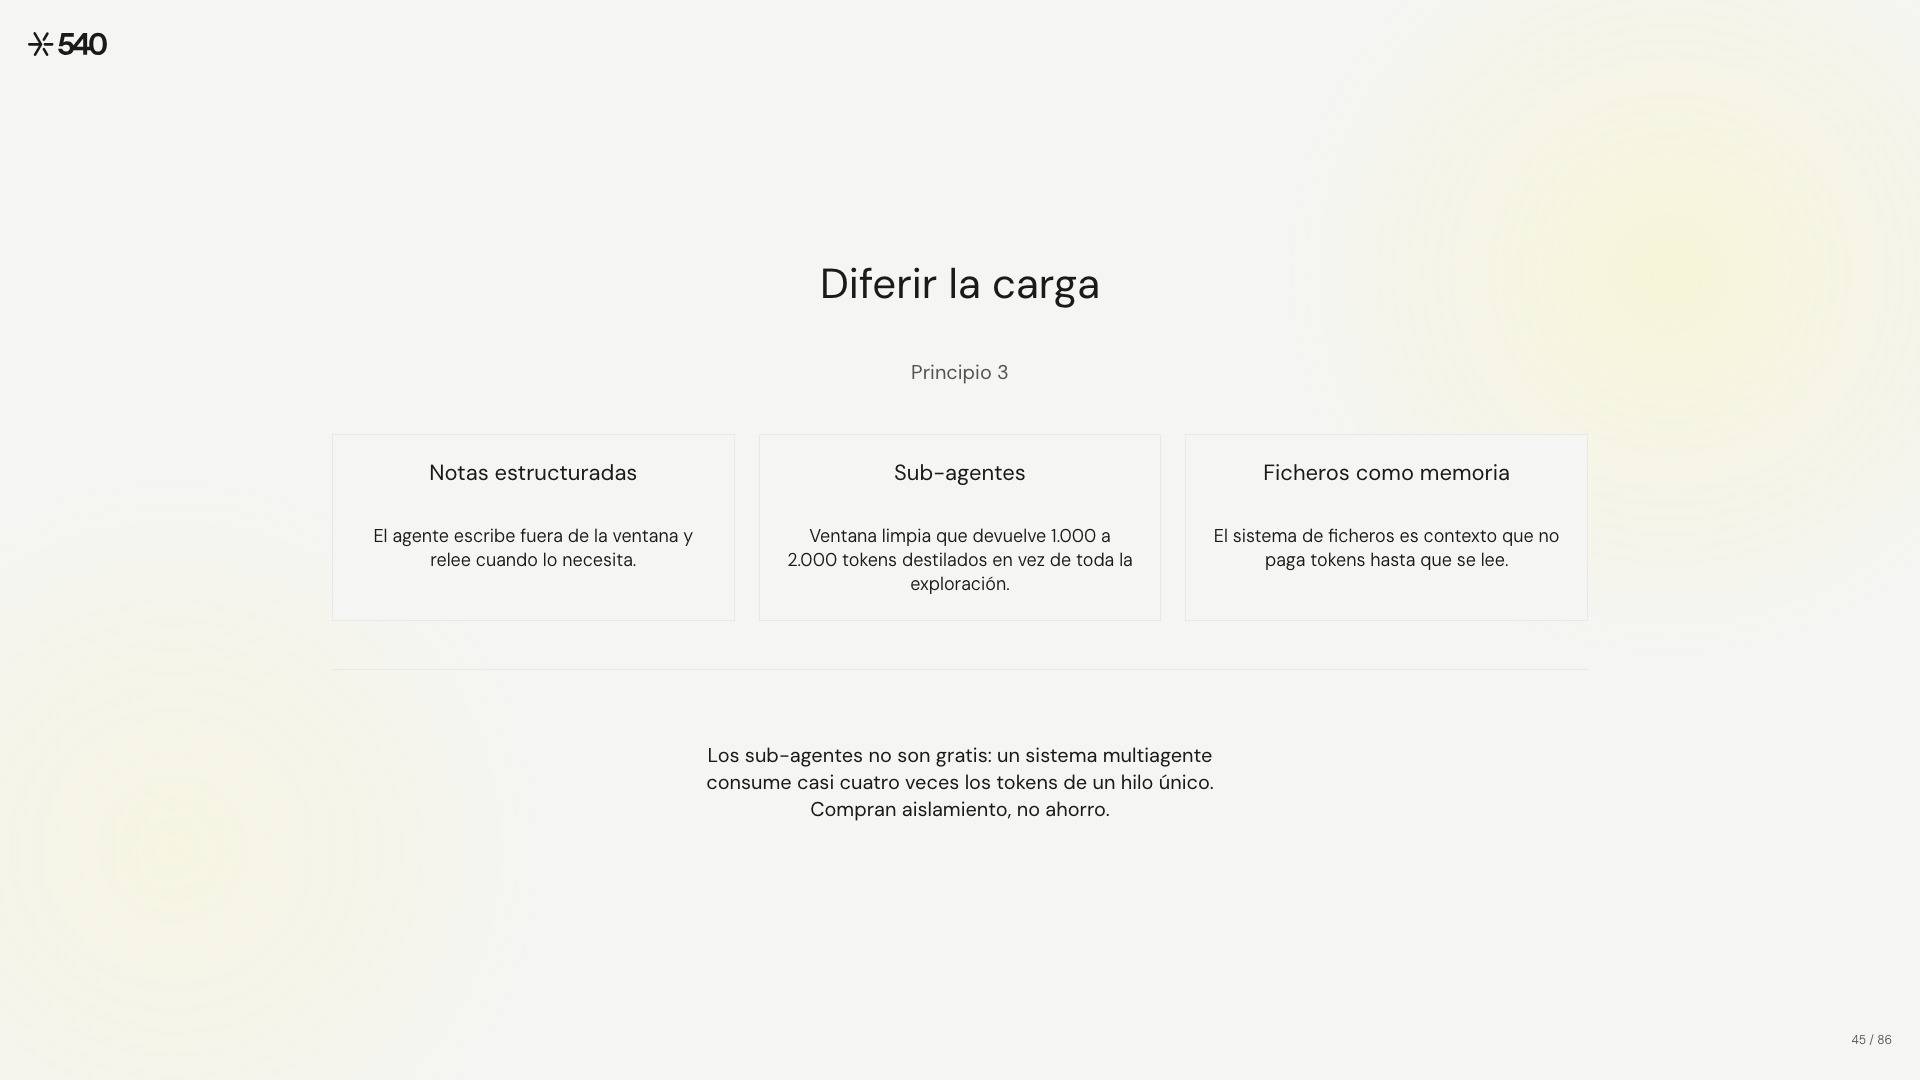 540
Diferir la carga
Principio 3
Notas estructuradas
El agente escribe fuera de la ventana y
relee cuando lo necesita.
Sub-agentes
Ventana limpia que devuelve 1.000 a
2.000 tokens destilados en vez de toda la
exploración.
Ficheros como memoria
El sistema de ficheros es contexto que no
paga tokens hasta que se lee.
Los sub-agentes no son gratis: un sistema multiagente
consume casi cuatro veces los tokens de un hilo único.
Compran aislamiento, no ahorro.
45 / 86